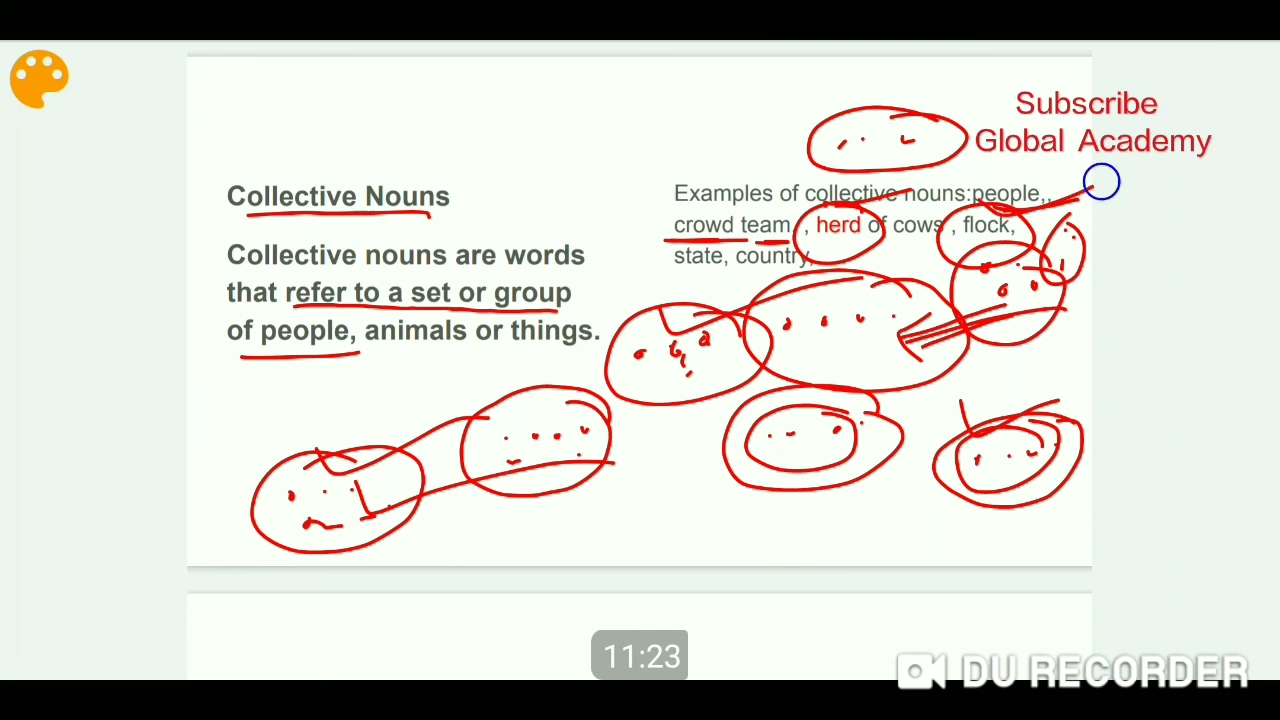 Subscribe
Global Academy
Collective Nouns
Collective nouns are words
that refer to a set or group
of people, animals or things.
Examples of collective nouns:people,,
crowd team, , herd of cows , flock,
state, country,
11:23
DU RECORDER